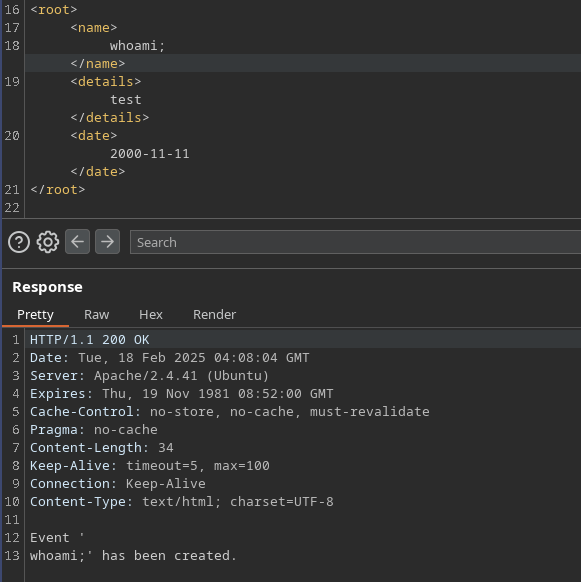 16 <root>
17 <name>
18 whoami;
</name>
19 <details>
test
</details>
20 <date>
2000-11-11
</date>
21 </root>
22
Search
Response
Pretty Raw Hex Render
1 HTTP/1.1 200 OK
2 Date: Tue, 18 Feb 2025 04:08:04 GMT
3 Server: Apache/2.4.41 (Ubuntu)
4 Expires: Thu, 19 Nov 1981 08:52:00 GMT
5 Cache-Control: no-store, no-cache, must-revalidate
6 Pragma: no-cache
7 Content-Length: 34
8 Keep-Alive: timeout=5, max=100
9 Connection: Keep-Alive
10 Content-Type: text/html; charset=UTF-8
11
12 Event '
13 whoami;' has been created.